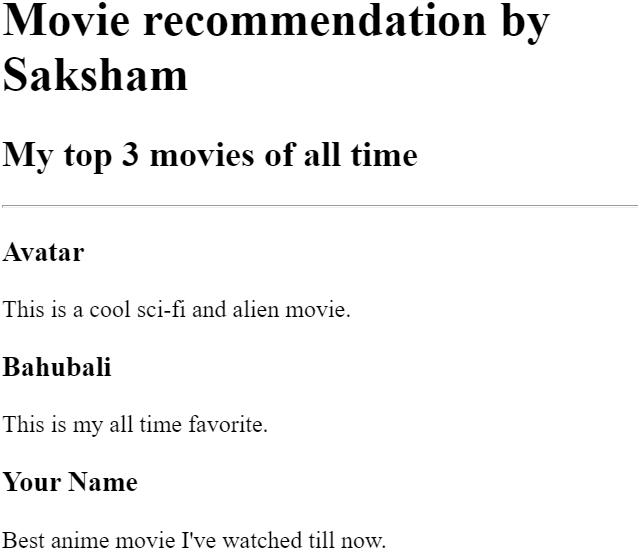 Movie recommendation by
Saksham
My top 3 movies of all time
Avatar
This is a cool sci-fi and alien movie.
Bahubali
This is my all time favorite.
Your Name
Best anime movie I've watched till now.